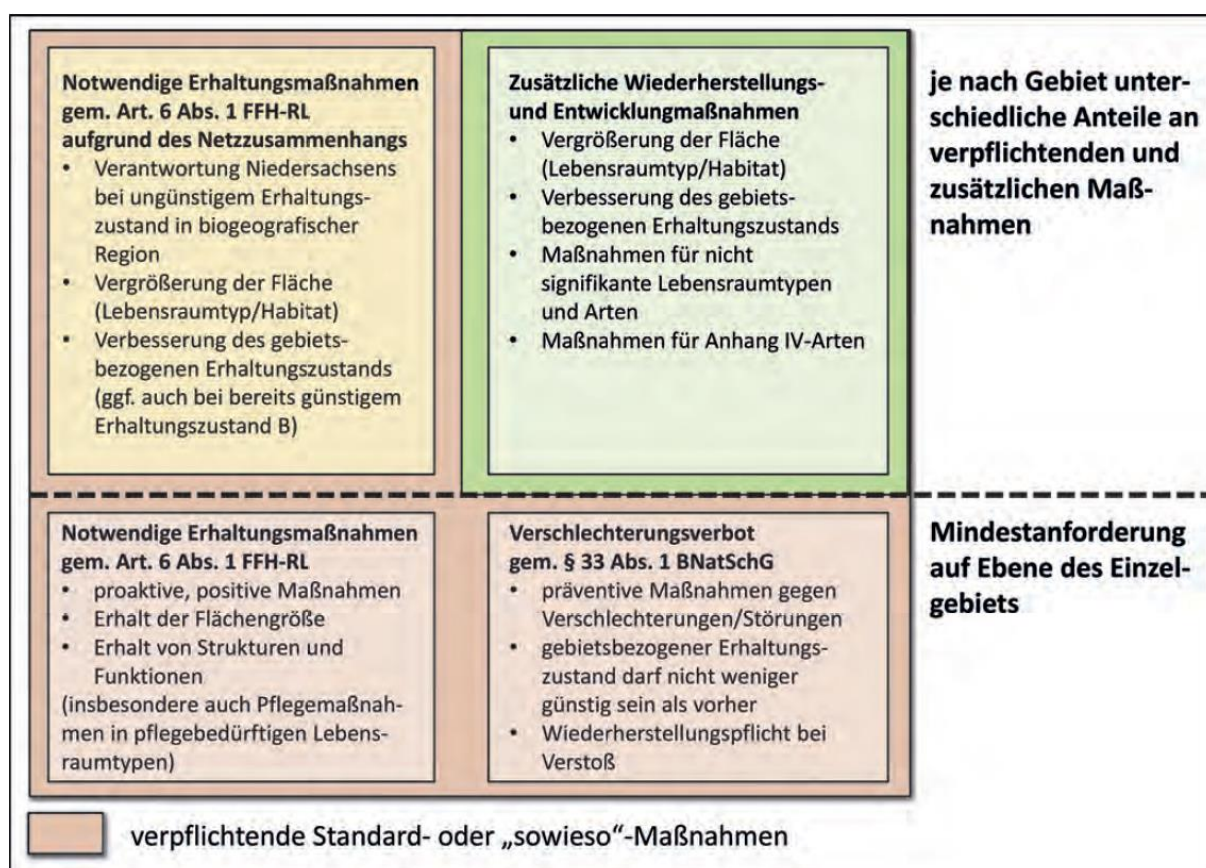 Notwendige Erhaltungsmaßnahmen
gem. Art. 6 Abs. 1 FFH-RL
aufgrund des Netzzusammenhangs
• Verantwortung Niedersachsens
bei ungünstigem Erhaltungs-
zustand in biogeografischer
Region
• Vergrößerung der Fläche
(Lebensraumtyp/Habitat)
• Verbesserung des gebiets-
bezogenen Erhaltungszustands
(ggf. auch bei bereits günstigem
Erhaltungszustand B)
Zusätzliche Wiederherstellungs-
und Entwicklungmaßnahmen
• Vergrößerung der Fläche
(Lebensraumtyp/Habitat)
• Verbesserung des gebiets-
bezogenen Erhaltungszustands
• Maßnahmen für nicht
signifikante Lebensraumtypen
und Arten
• Maßnahmen für Anhang IV-Arten
je nach Gebiet unter-
schiedliche Anteile an
verpflichtenden und
zusätzlichen Maß-
nahmen
Notwendige Erhaltungsmaßnahmen
gem. Art. 6 Abs. 1 FFH-RL
• proaktive, positive Maßnahmen
• Erhalt der Flächengröße
• Erhalt von Strukturen und
Funktionen
(insbesondere auch Pflegemaßnah-
men in pflegebedürftigen Lebens-
raumtypen)
Verschlechterungsverbot
gem. § 33 Abs. 1 BNatSchG
• präventive Maßnahmen gegen
Verschlechterungen/Störungen
• gebietsbezogener Erhaltungs-
zustand darf nicht weniger
günstig sein als vorher
• Wiederherstellungspflicht bei
Verstoß
Mindestanforderung
auf Ebene des Einzel-
gebiets
verpflichtende Standard- oder „sowieso“-Maßnahmen